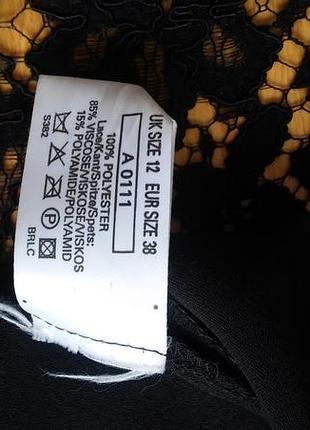 UK SIZE 12 EUR SIZE 38
A 0111
100% POLYESTER
Lace/Kant/Spitze/Spets:
85% VISCOSE/VISKOSE/VISKOS
15% POLYAMIDE/POLYAMID
S382
BRLC